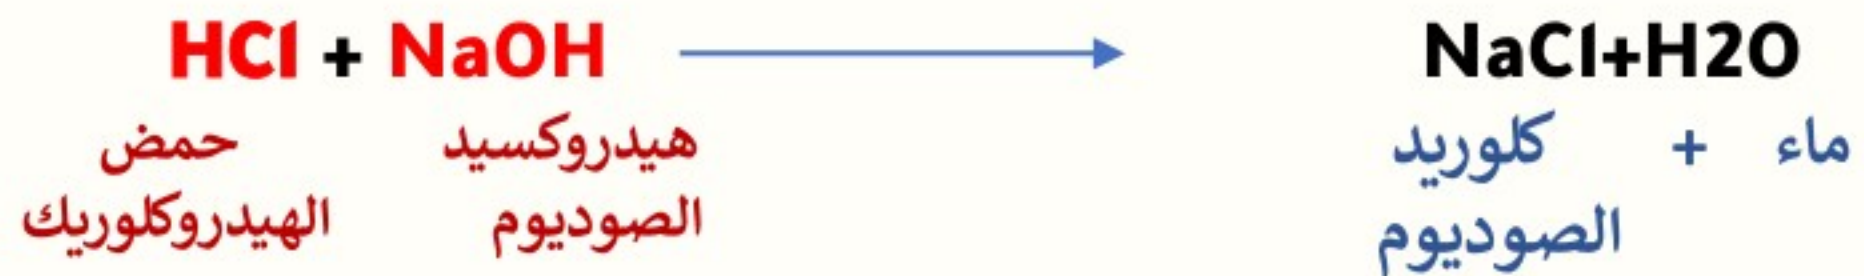 HCl + NaOH NaCl+H2O
حمض هيدروكسيد كلوريد + ماء
الهيدروكلوريك الصوديوم الصوديوم